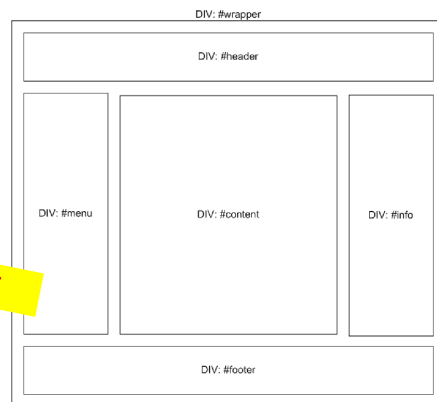 DIV: #wrapper
DIV: #header
DIV: #menu
DIV: #content
DIV: #info
DIV: #footer